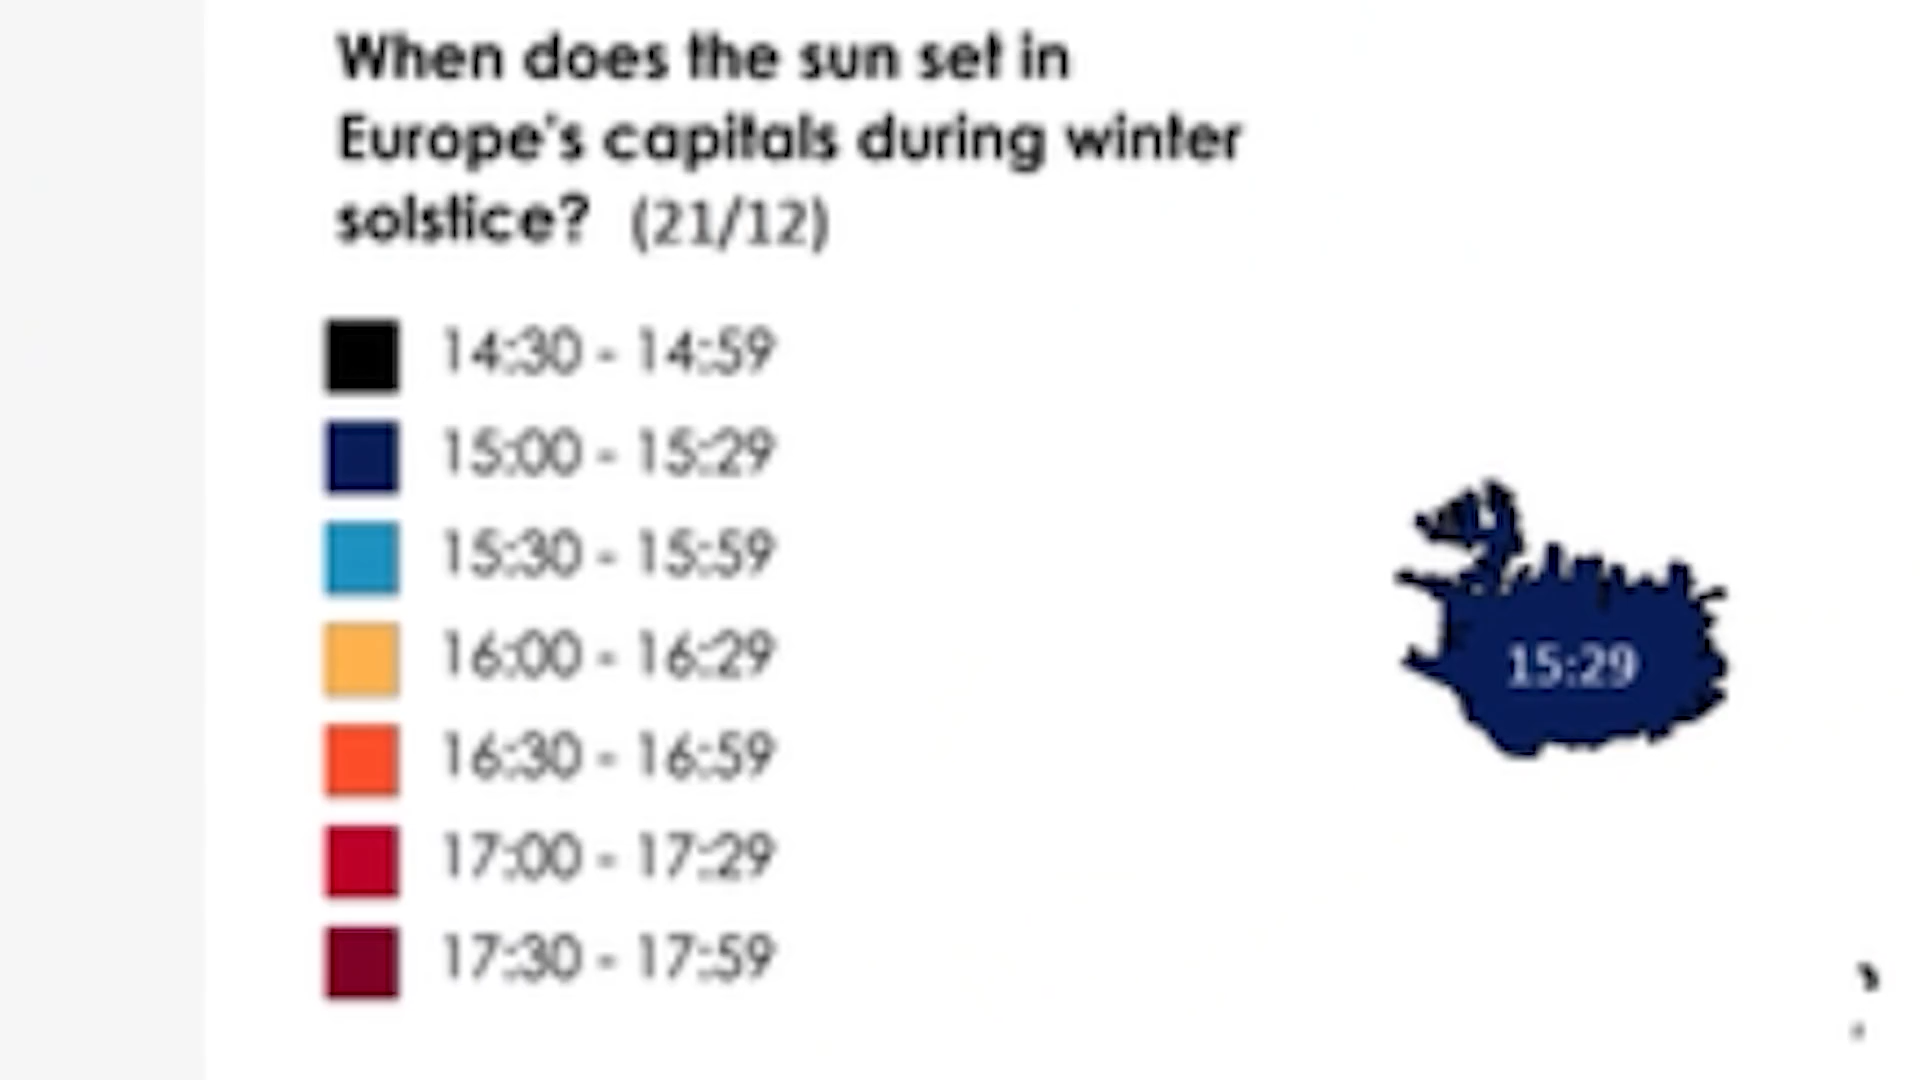 When does the sun set in
Europe's capitals during winter
solstice? (21/12)
14:30 - 14:59
15:00 - 15:29
15:30 - 15:59
16:00 - 16:29
16:30 - 16:59
17:00 - 17:29
17:30 - 17:59
15:29